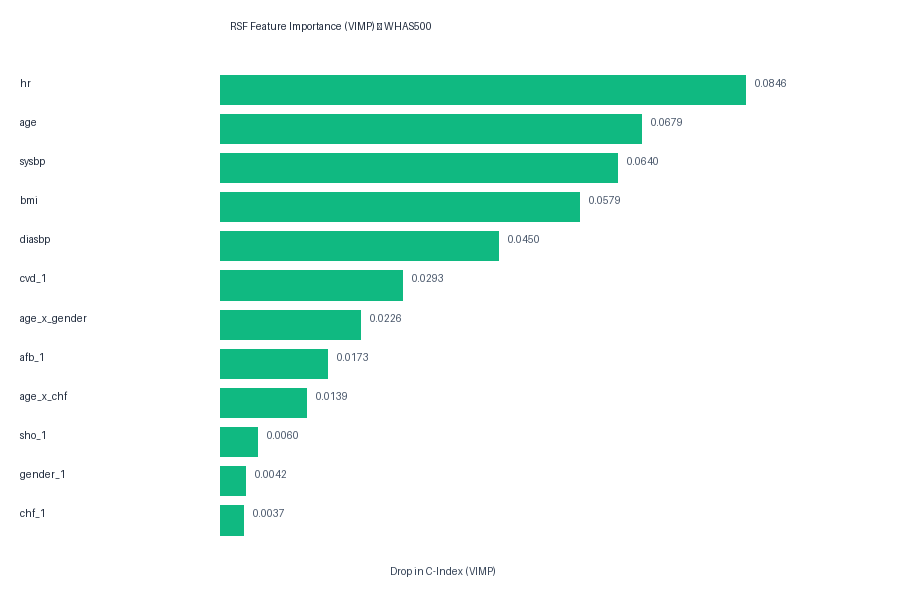 RSF Feature Importance (VIMP) ☒ WHAS500
hr 0.0846
age 0.0679
sysbp 0.0640
bmi 0.0579
diasbp 0.0450
cvd_1 0.0293
age_x_gender 0.0226
afb_1 0.0173
age_x_chf 0.0139
sho_1 0.0060
gender_1 0.0042
chf_1 0.0037
Drop in C-Index (VIMP)